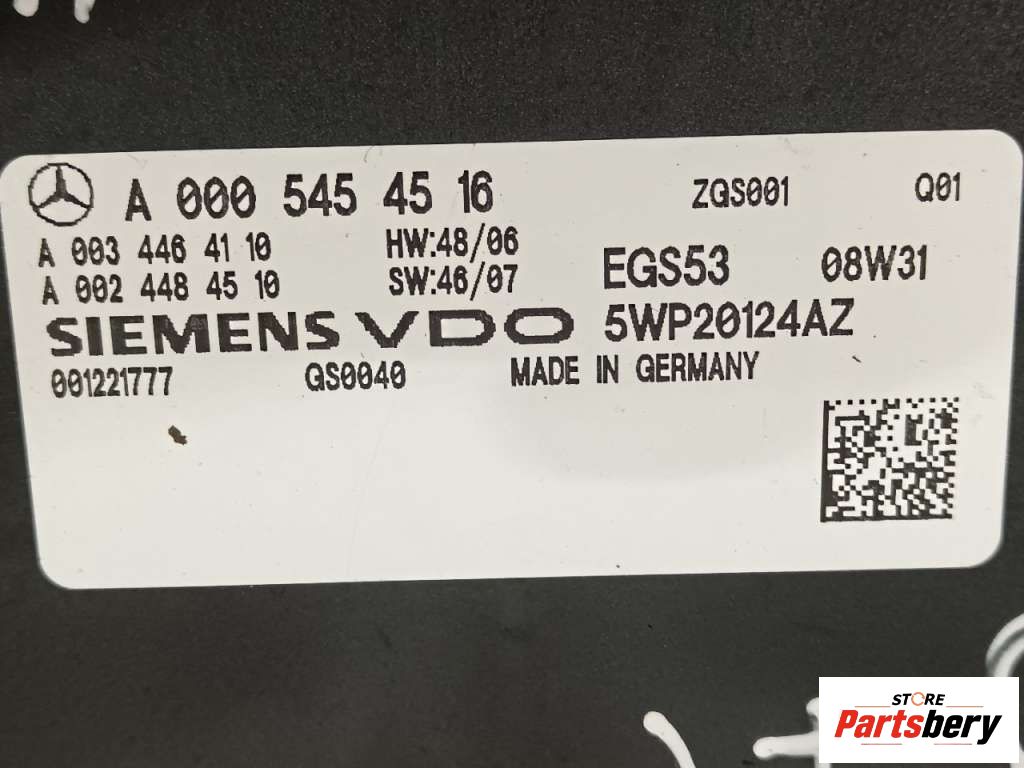 A 000 545 45 16 ZGS001 Q01
A 003 446 41 10 HW:48/06
A 002 448 45 10 SW:46/07 EGS53 08W31
SIEMENS VDO 5WP20124AZ
001221777 GS0040 MADE IN GERMANY
STORE
Partsbery